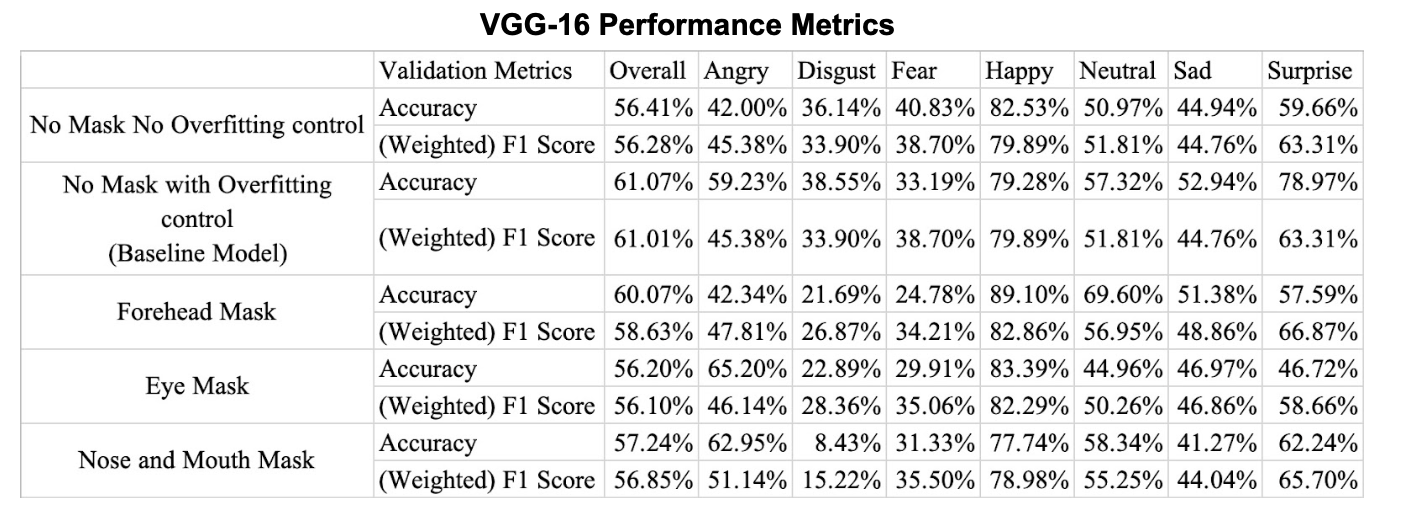 VGG-16 Performance Metrics
Validation Metrics Overall Angry Disgust Fear Happy Neutral Sad Surprise
No Mask No Overfitting control
Accuracy 56.41% 42.00% 36.14% 40.83% 82.53% 50.97% 44.94% 59.66%
(Weighted) F1 Score 56.28% 45.38% 33.90% 38.70% 79.89% 51.81% 44.76% 63.31%
No Mask with Overfitting
control
(Baseline Model)
Accuracy 61.07% 59.23% 38.55% 33.19% 79.28% 57.32% 52.94% 78.97%
(Weighted) F1 Score 61.01% 45.38% 33.90% 38.70% 79.89% 51.81% 44.76% 63.31%
Forehead Mask
Accuracy 60.07% 42.34% 21.69% 24.78% 89.10% 69.60% 51.38% 57.59%
(Weighted) F1 Score 58.63% 47.81% 26.87% 34.21% 82.86% 56.95% 48.86% 66.87%
Eye Mask
Accuracy 56.20% 65.20% 22.89% 29.91% 83.39% 44.96% 46.97% 46.72%
(Weighted) F1 Score 56.10% 46.14% 28.36% 35.06% 82.29% 50.26% 46.86% 58.66%
Nose and Mouth Mask
Accuracy 57.24% 62.95% 8.43% 31.33% 77.74% 58.34% 41.27% 62.24%
(Weighted) F1 Score 56.85% 51.14% 15.22% 35.50% 78.98% 55.25% 44.04% 65.70%